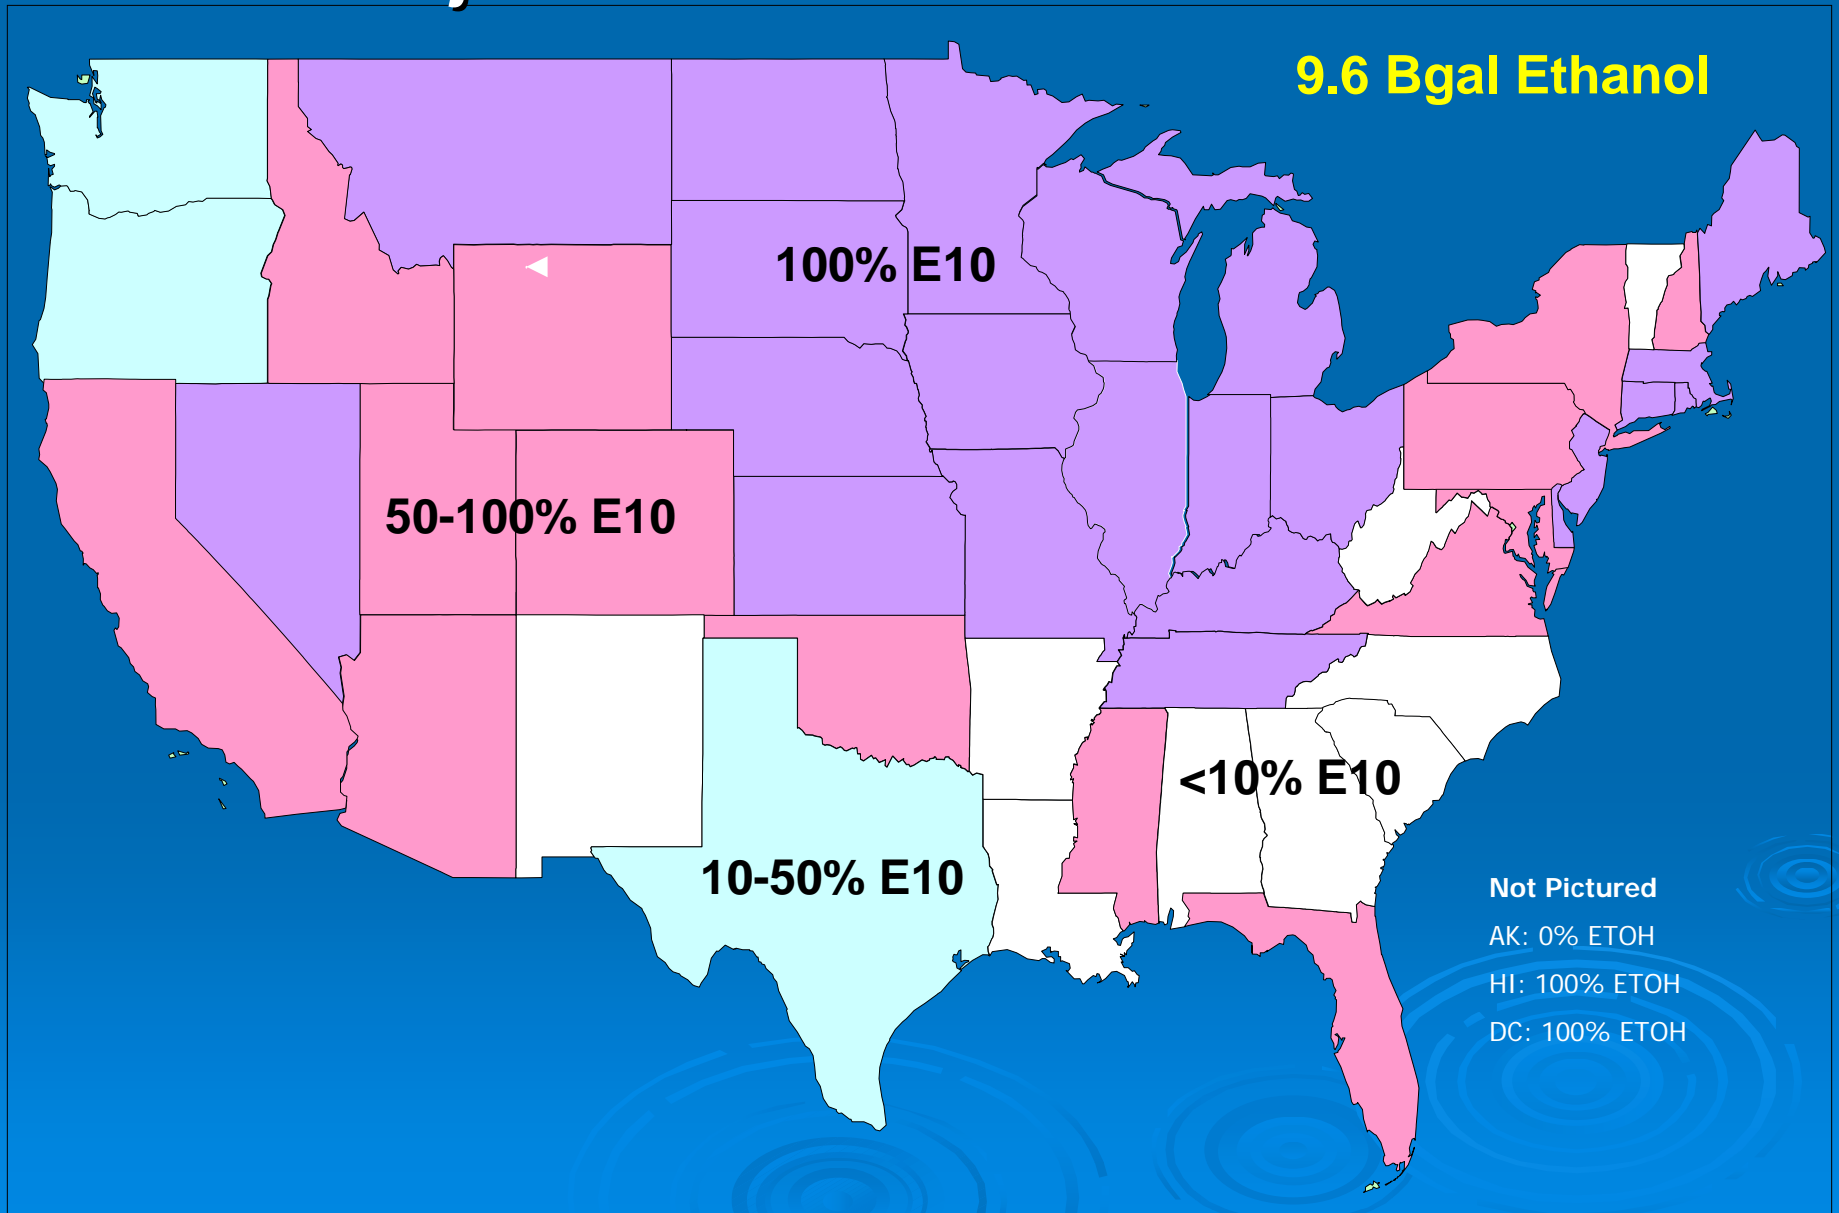 9.6 Bgal Ethanol
100% E10
50-100% E10
<10% E10
10-50% E10
Not Pictured
AK: 0% ETOH
HI: 100% ETOH
DC: 100% ETOH